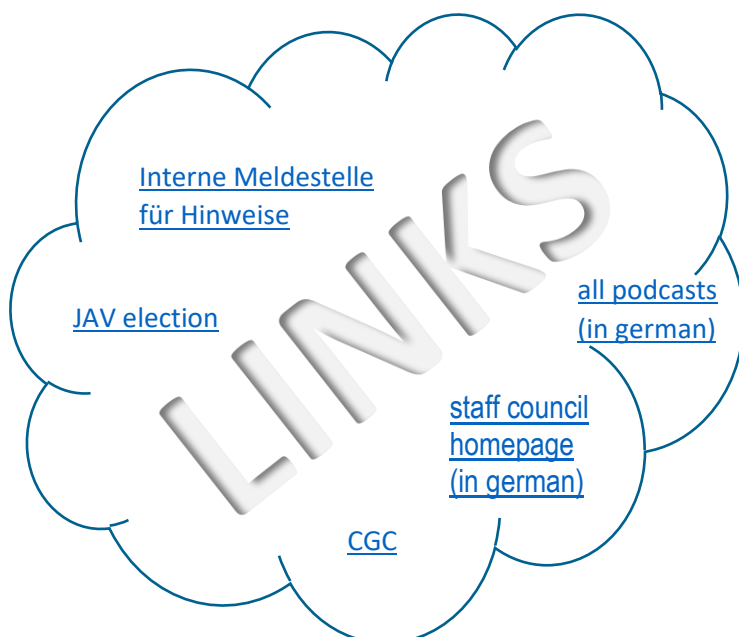 Interne Meldestelle
für Hinweise
LINKS
JAV election
all podcasts
(in german)
staff council
homepage
(in german)
CGC